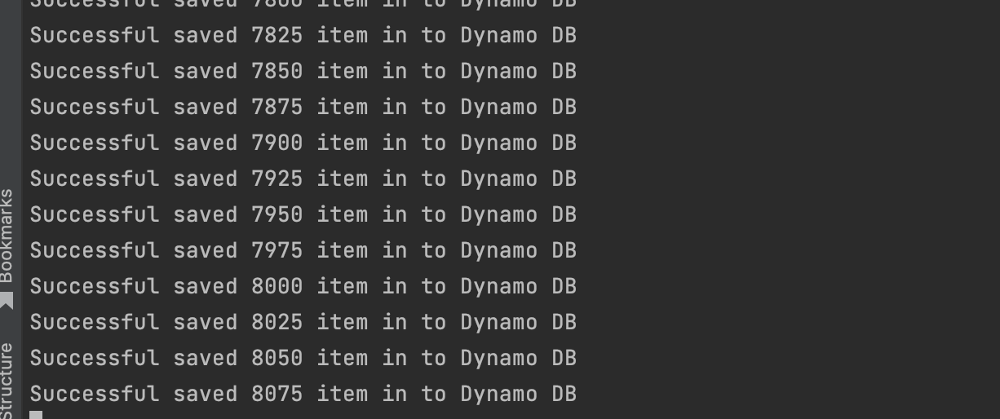 Successful saved 7800 item in to Dynamo DB
Successful saved 7825 item in to Dynamo DB
Successful saved 7850 item in to Dynamo DB
Successful saved 7875 item in to Dynamo DB
Successful saved 7900 item in to Dynamo DB
Successful saved 7925 item in to Dynamo DB
Successful saved 7950 item in to Dynamo DB
Successful saved 7975 item in to Dynamo DB
Successful saved 8000 item in to Dynamo DB
Successful saved 8025 item in to Dynamo DB
Successful saved 8050 item in to Dynamo DB
Successful saved 8075 item in to Dynamo DB
Bookmarks
Structure